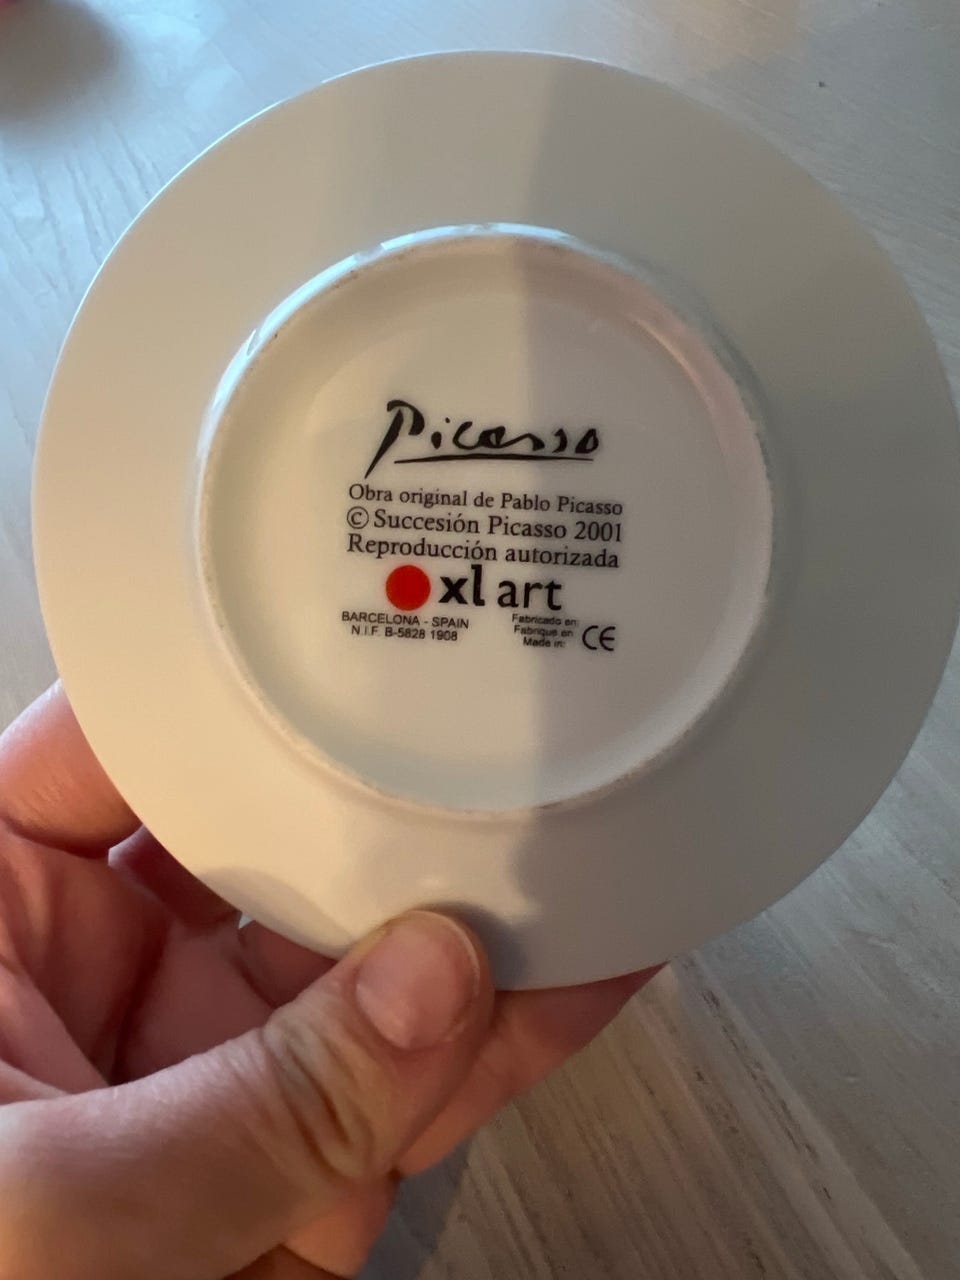 Picasso
Obra original de Pablo Picasso
© Succesión Picasso 2001
Reproducción autorizada
xl art
BARCELONA - SPAIN
N.I.F. B-5828 1908
Fabricado en:
Fabriqué en:
Made in:
CE